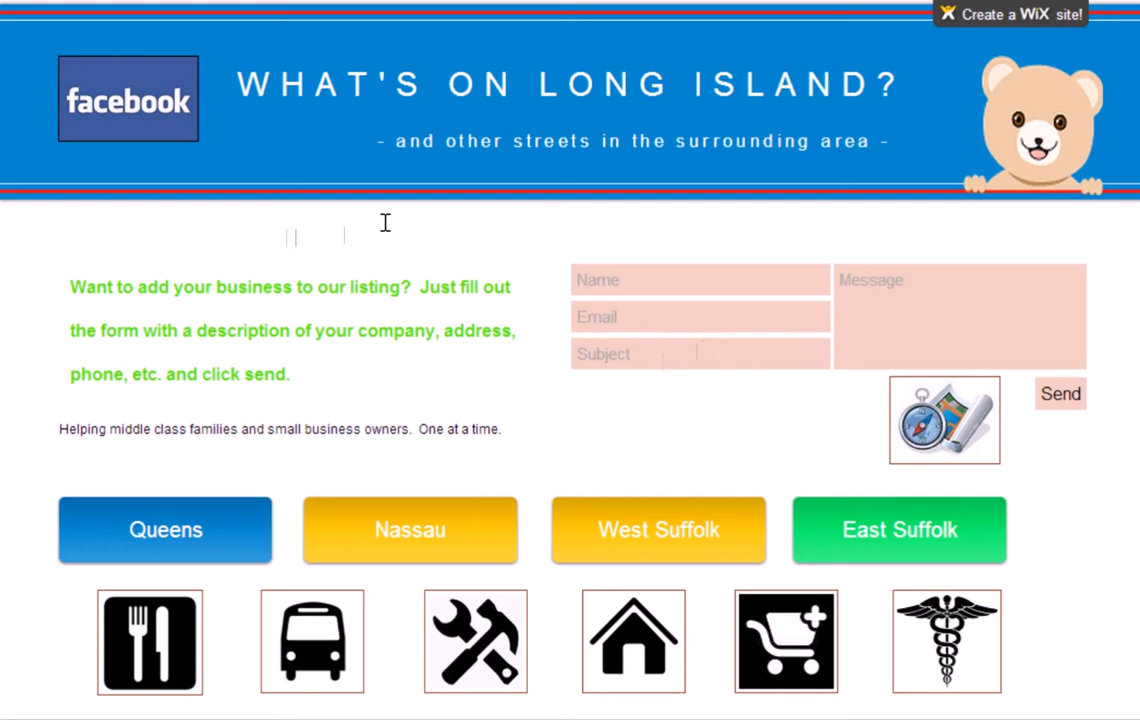 Create a WiX site!
facebook
WHAT'S ON LONG ISLAND?
- and other streets in the surrounding area -
Want to add your business to our listing? Just fill out
the form with a description of your company, address,
phone, etc. and click send.
Name
Email
Subject
Message
Send
Helping middle class families and small business owners. One at a time.
Queens
Nassau
West Suffolk
East Suffolk